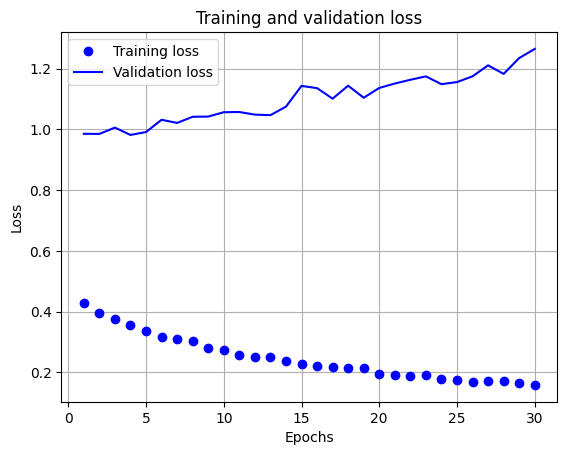 Training and validation loss
Training loss
Validation loss
1.2
1.0
0.8
0.6
0.4
0.2
Loss
0 5 10 15 20 25 30
Epochs